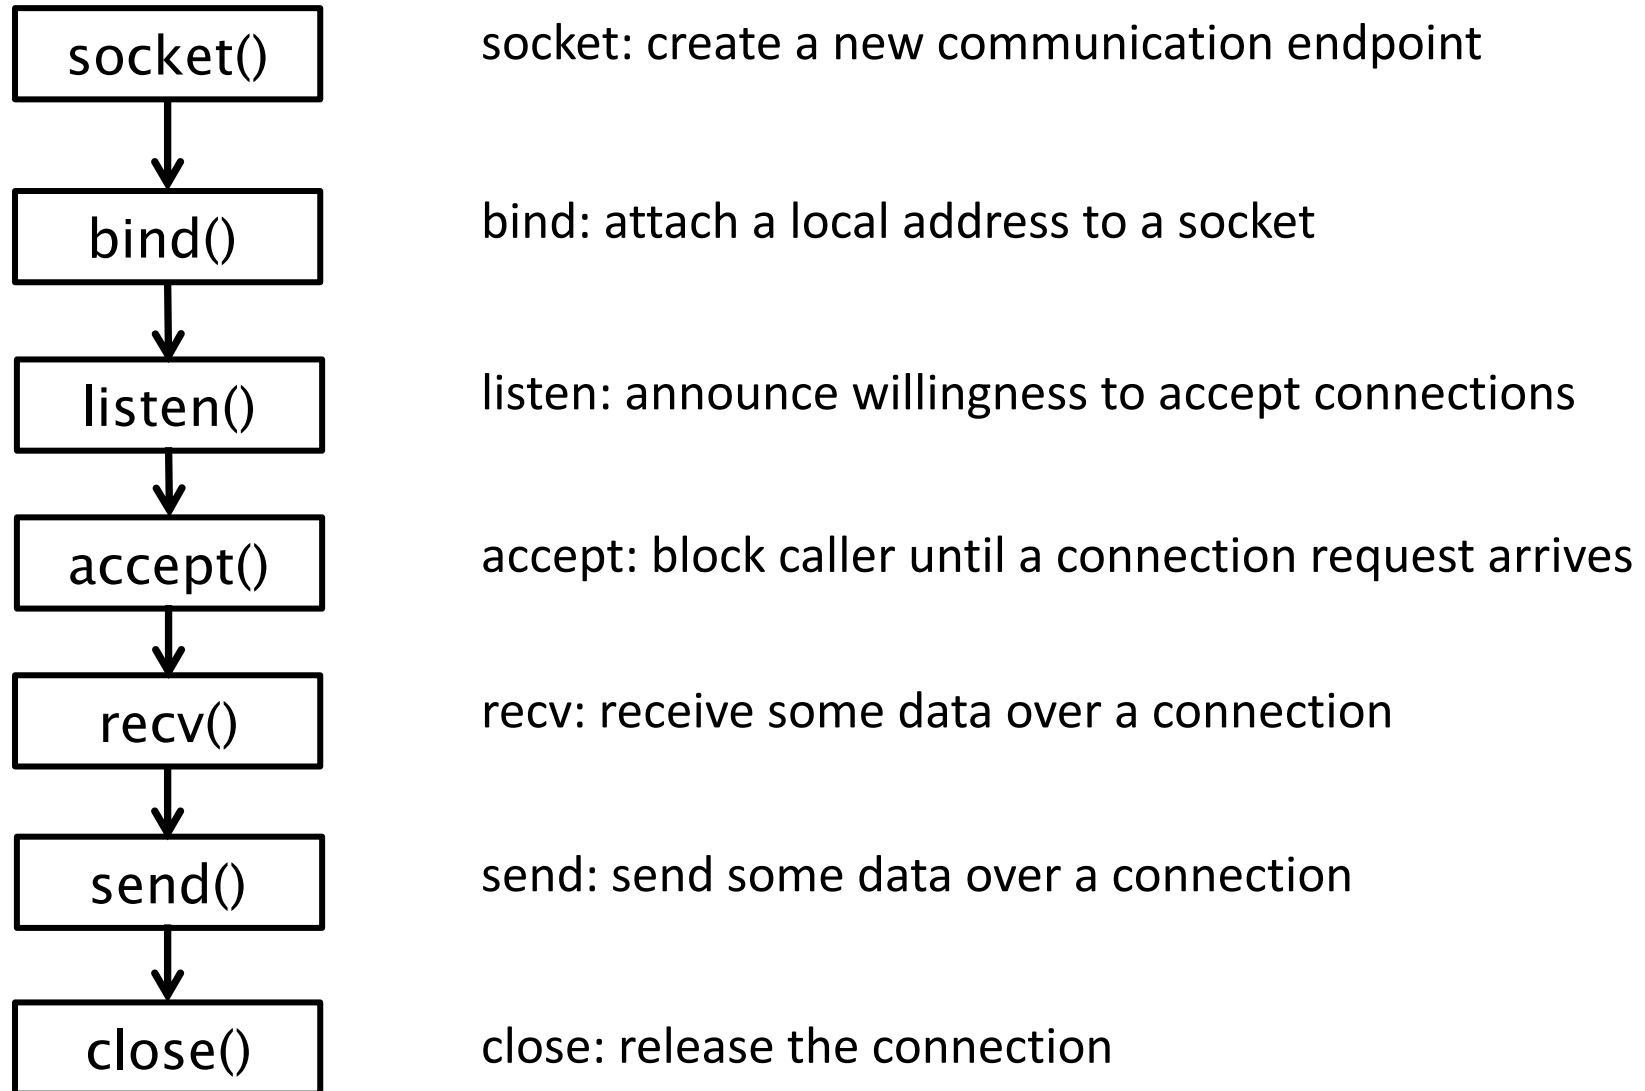 socket()
socket: create a new communication endpoint
bind()
bind: attach a local address to a socket
listen()
listen: announce willingness to accept connections
accept()
accept: block caller until a connection request arrives
recv()
recv: receive some data over a connection
send()
send: send some data over a connection
close()
close: release the connection